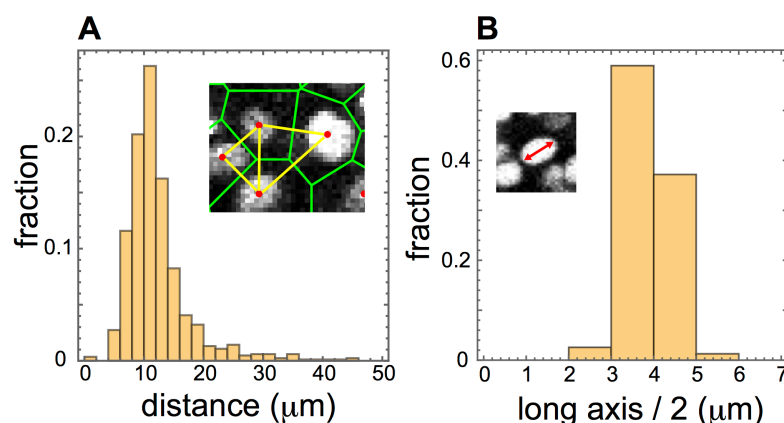 A
fraction
0.2
0.1
0
0 10 20 30 40 50
distance (μm)
B
fraction
0.6
0.4
0.2
0
0 1 2 3 4 5 6 7
long axis / 2 (μm)